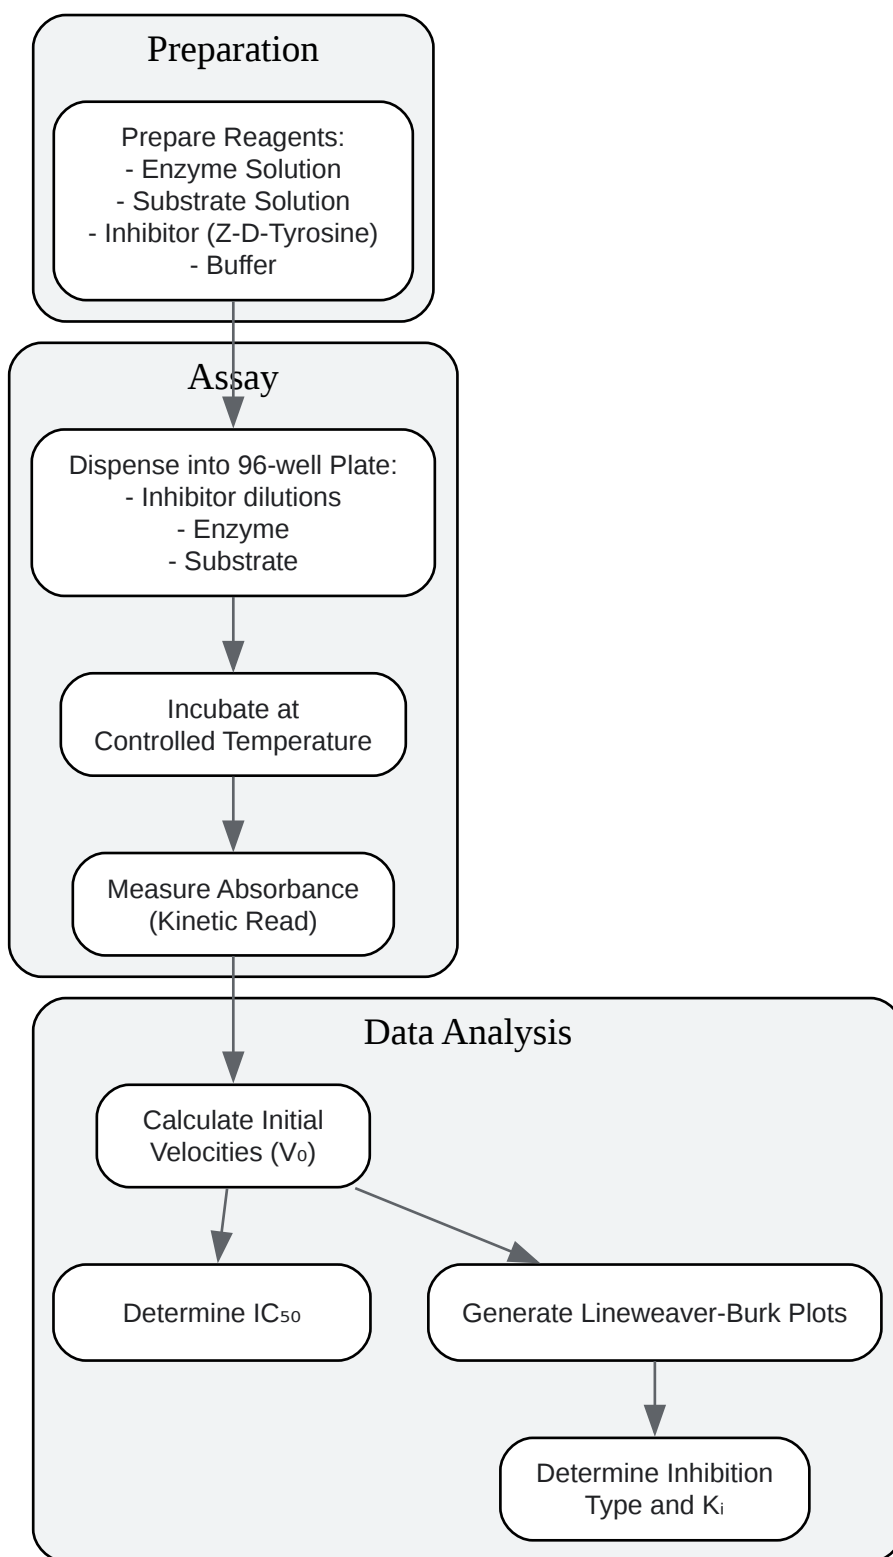 Preparation
Prepare Reagents:
- Enzyme Solution
- Substrate Solution
- Inhibitor (Z-D-Tyrosine)
- Buffer
Assay
Dispense into 96-well Plate:
- Inhibitor dilutions
- Enzyme
- Substrate
Incubate at
Controlled Temperature
Measure Absorbance
(Kinetic Read)
Data Analysis
Calculate Initial
Velocities (V₀)
Determine IC₅₀
Generate Lineweaver-Burk Plots
Determine Inhibition
Type and Kᵢ